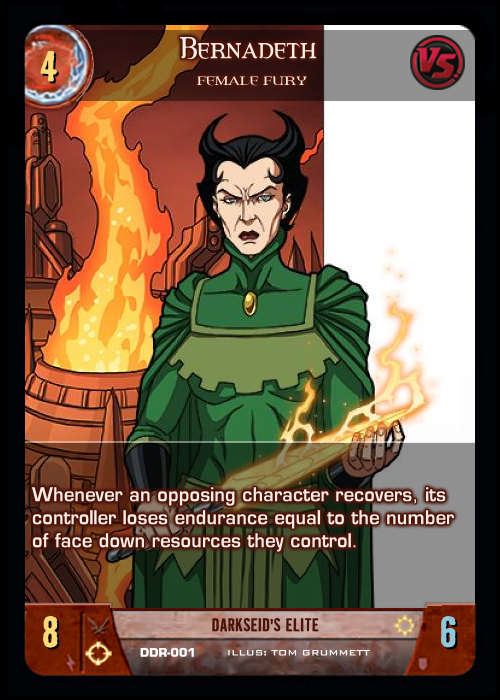 4
BERNADETH
VS
FEMALE FURY
Whenever an opposing character recovers, its
controller loses endurance equal to the number
of face down resources they control.
8
DARKSEID'S ELITE
6
DDR-001 ILLUS: TOM GRUMMETT